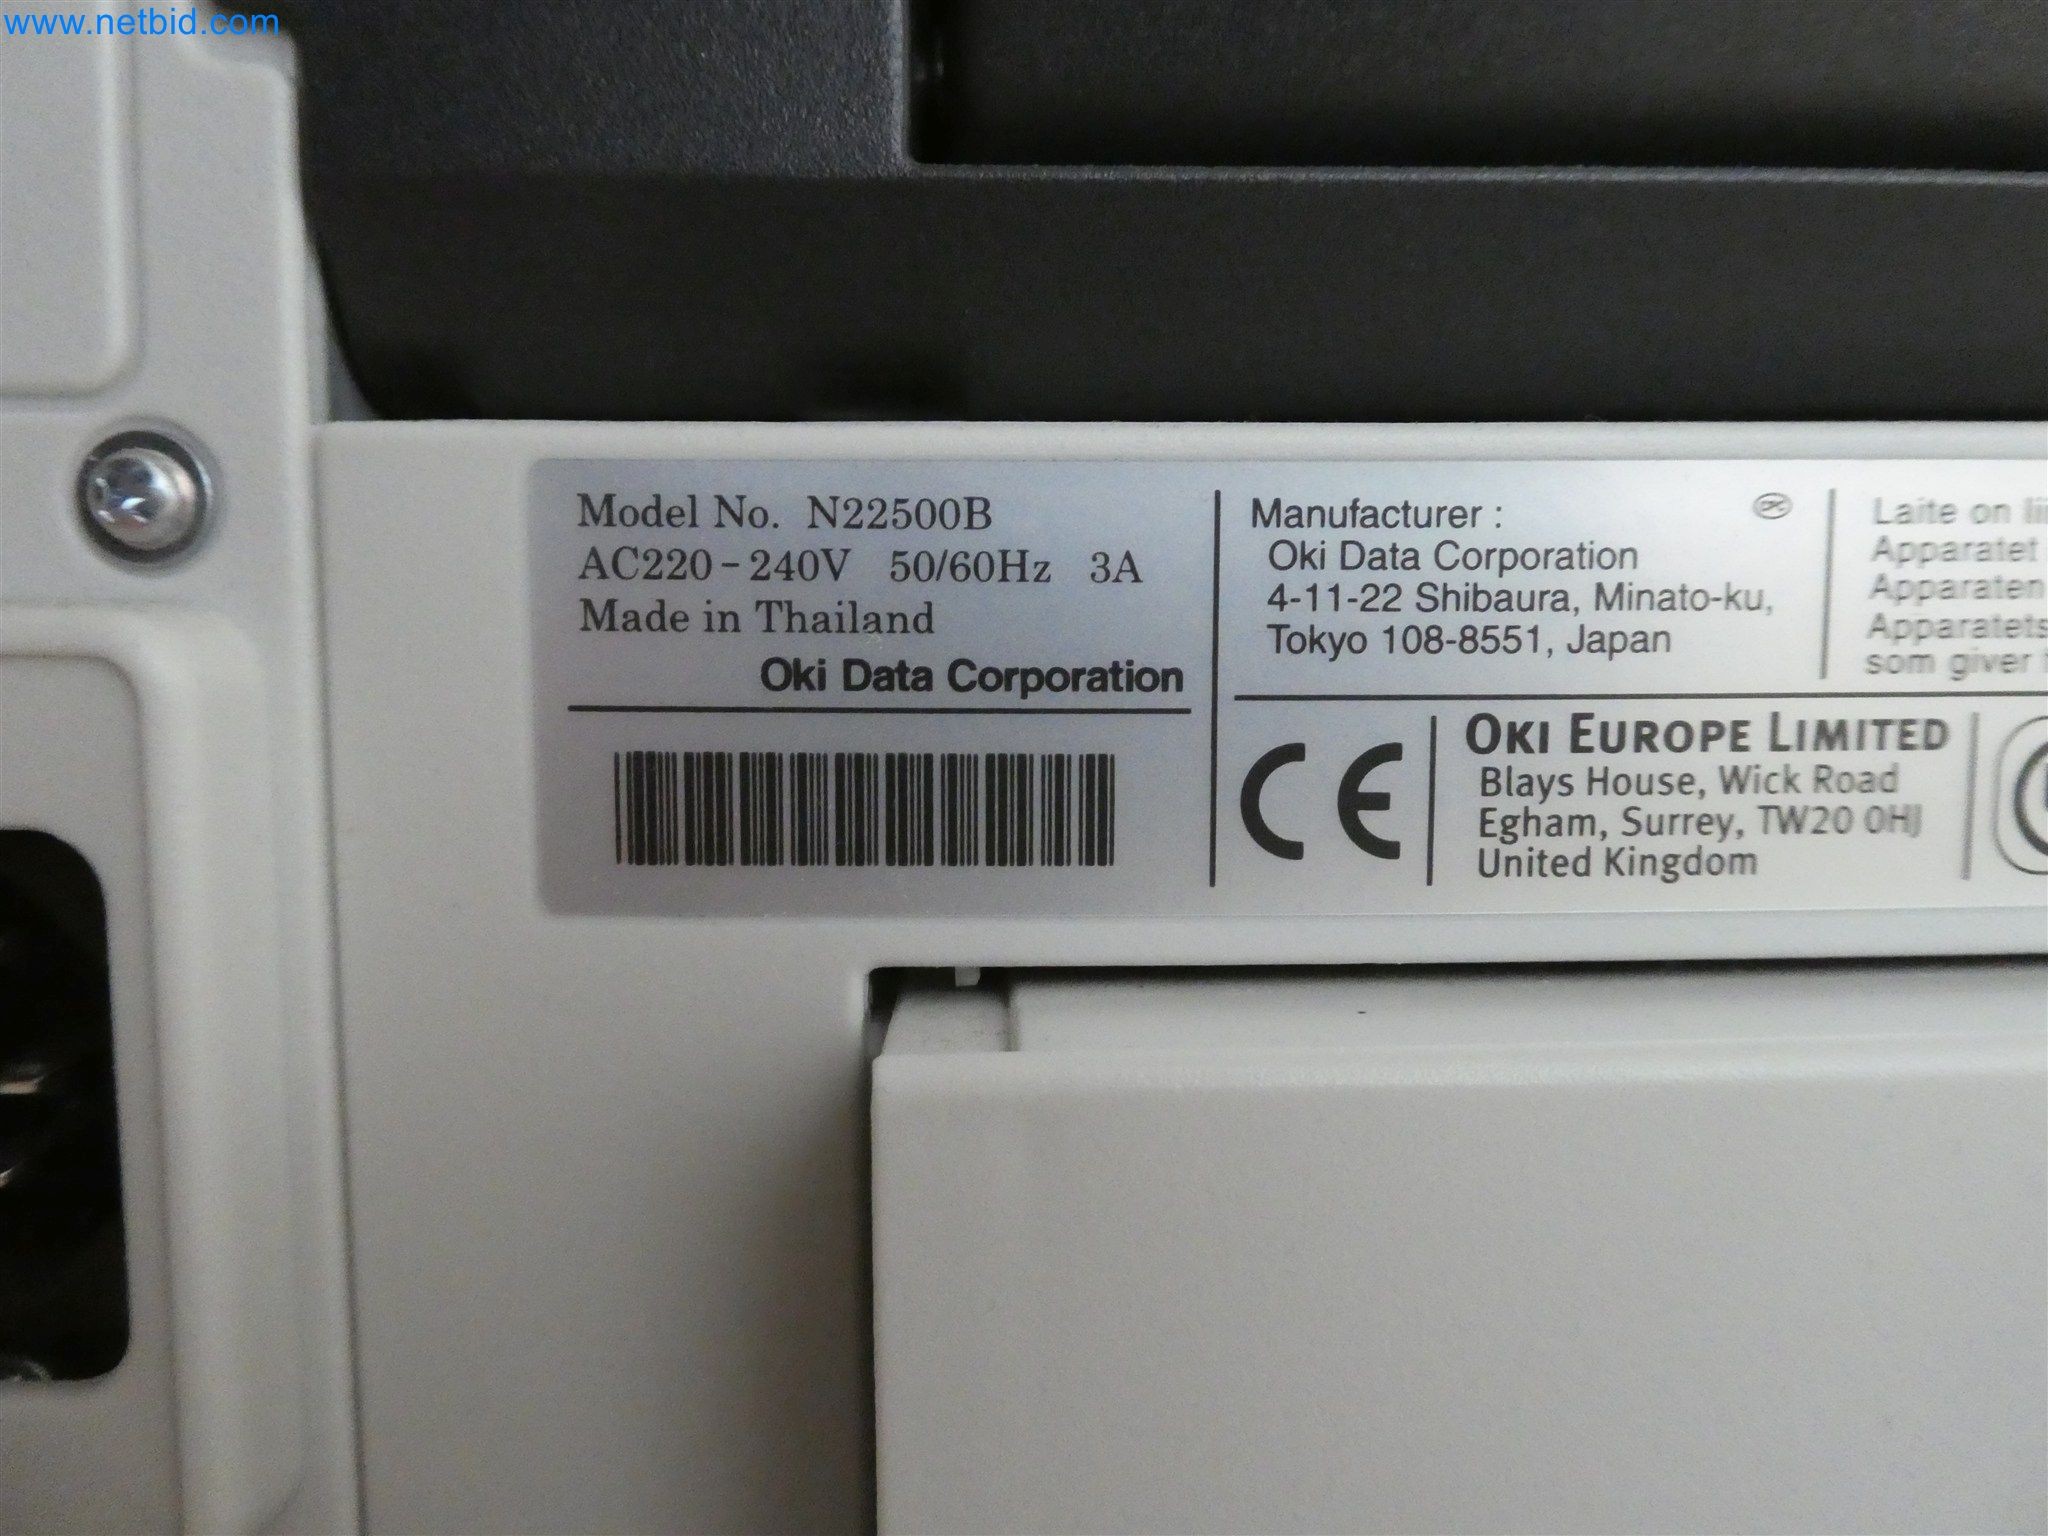 www.netbid.com
Model No. N22500B
AC220-240V 50/60Hz 3A
Made in Thailand
Oki Data Corporation
Manufacturer :
Oki Data Corporation
4-11-22 Shibaura, Minato-ku,
Tokyo 108-8551, Japan
Laite on
Apparatet
Apparaten
Apparatets
som giver
OKI EUROPE LIMITED
Blays House, Wick Road
Egham, Surrey, TW20 0HJ
United Kingdom